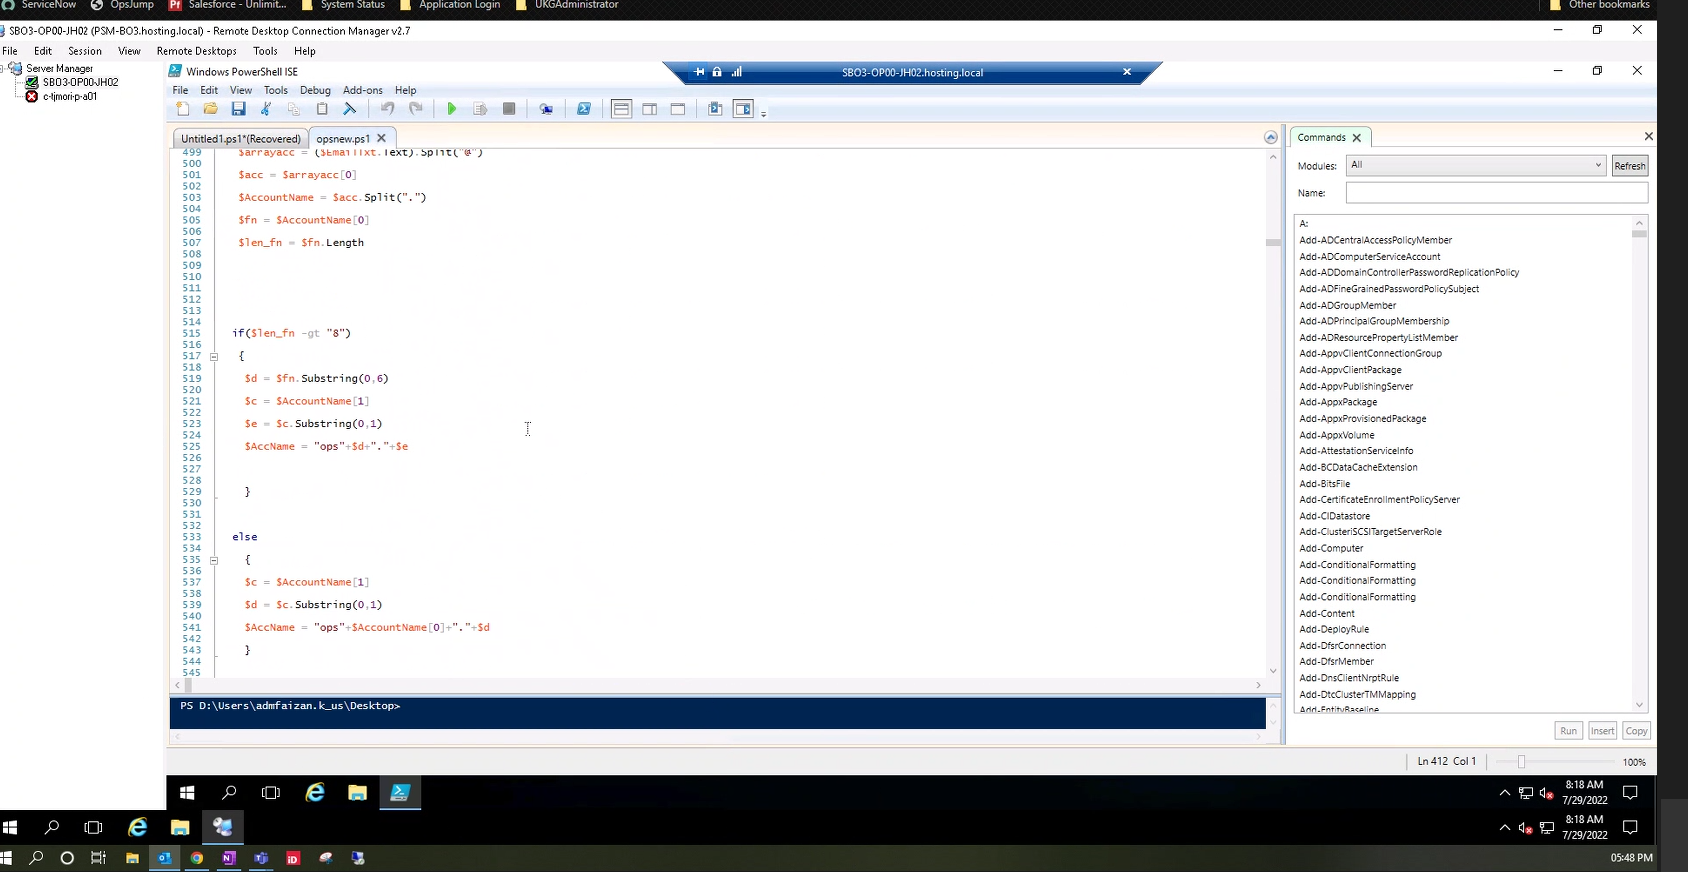 ServiceNow OpsJump Salesforce - Unlimit... System Status Application Login UKGAdministrator Other bookmarks
SBO3-OP00-JH02 (PSM-BO3.hosting.local) - Remote Desktop Connection Manager v2.7
File Edit Session View Remote Desktops Tools Help
Server Manager
SBO3-OP00-JH02
c-tjmori-p-a01
Windows PowerShell ISE
SBO3-OP00-JH02.hosting.local
File Edit View Tools Debug Add-ons Help
Untitled1.ps1*(Recovered) opsnew.ps1
499 $arrayacc = ($EmailTxt.Text).Split("@")
500
501 $acc = $arrayacc[0]
502
503 $AccountName = $acc.Split(".")
504
505 $fn = $AccountName[0]
506
507 $len_fn = $fn.Length
508
509
510
511
512
513
514
515 if($len_fn -gt "8")
516
517 {
518
519 $d = $fn.Substring(0,6)
520
521 $c = $AccountName[1]
522
523 $e = $c.Substring(0,1)
524
525 $AccName = "ops"+$d+"."+$e
526
527
528
529 }
530
531
532
533 else
534
535 {
536
537 $c = $AccountName[1]
538
539 $d = $c.Substring(0,1)
540
541 $AccName = "ops"+$AccountName[0]+"."+$d
542
543 }
544
545
PS D:\Users\admfaizan.k_us\Desktop>
Commands
Modules: All Refresh
Name:
A:
Add-ADCentralAccessPolicyMember
Add-ADComputerServiceAccount
Add-ADDomainControllerPasswordReplicationPolicy
Add-ADFineGrainedPasswordPolicySubject
Add-ADGroupMember
Add-ADPrincipalGroupMembership
Add-ADResourcePropertyListMember
Add-AppvClientConnectionGroup
Add-AppvClientPackage
Add-AppvPublishingServer
Add-AppxPackage
Add-AppxProvisionedPackage
Add-AppxVolume
Add-AttestationServiceInfo
Add-BCDataCacheExtension
Add-BitsFile
Add-CertificateEnrollmentPolicyServer
Add-CIDatastore
Add-ClusteriSCSITargetServerRole
Add-Computer
Add-ConditionalFormatting
Add-ConditionalFormatting
Add-ConditionalFormatting
Add-Content
Add-DeployRule
Add-DfsrConnection
Add-DfsrMember
Add-DnsClientNrptRule
Add-DtcClusterTMMapping
Add-EntityBaseline
Run Insert Copy
Ln 412 Col 1 100%
8:18 AM
7/29/2022
8:18 AM
7/29/2022
05:48 PM